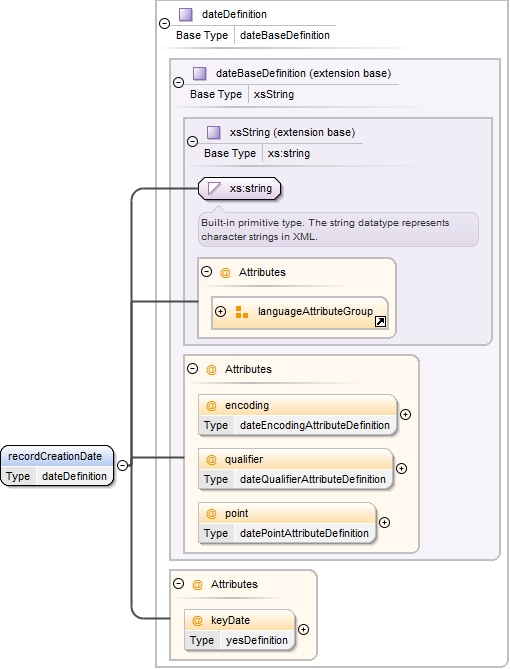 dateDefinition
Base Type dateBaseDefinition
dateBaseDefinition (extension base)
Base Type xsString
xsString (extension base)
Base Type xs:string
xs:string
Built-in primitive type. The string datatype represents
character strings in XML.
@ Attributes
languageAttributeGroup
@ Attributes
@ encoding
Type dateEncodingAttributeDefinition
@ qualifier
Type dateQualifierAttributeDefinition
@ point
Type datePointAttributeDefinition
recordCreationDate
Type dateDefinition
@ Attributes
@ keyDate
Type yesDefinition